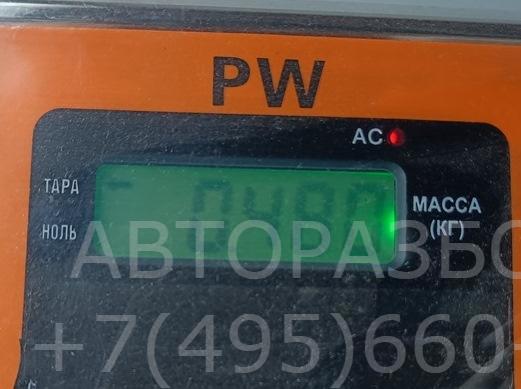 PW
AC
ТАРА
МАССА
(КГ)
НОЛЬ
АВТОРАЗБО
+7(495)660-